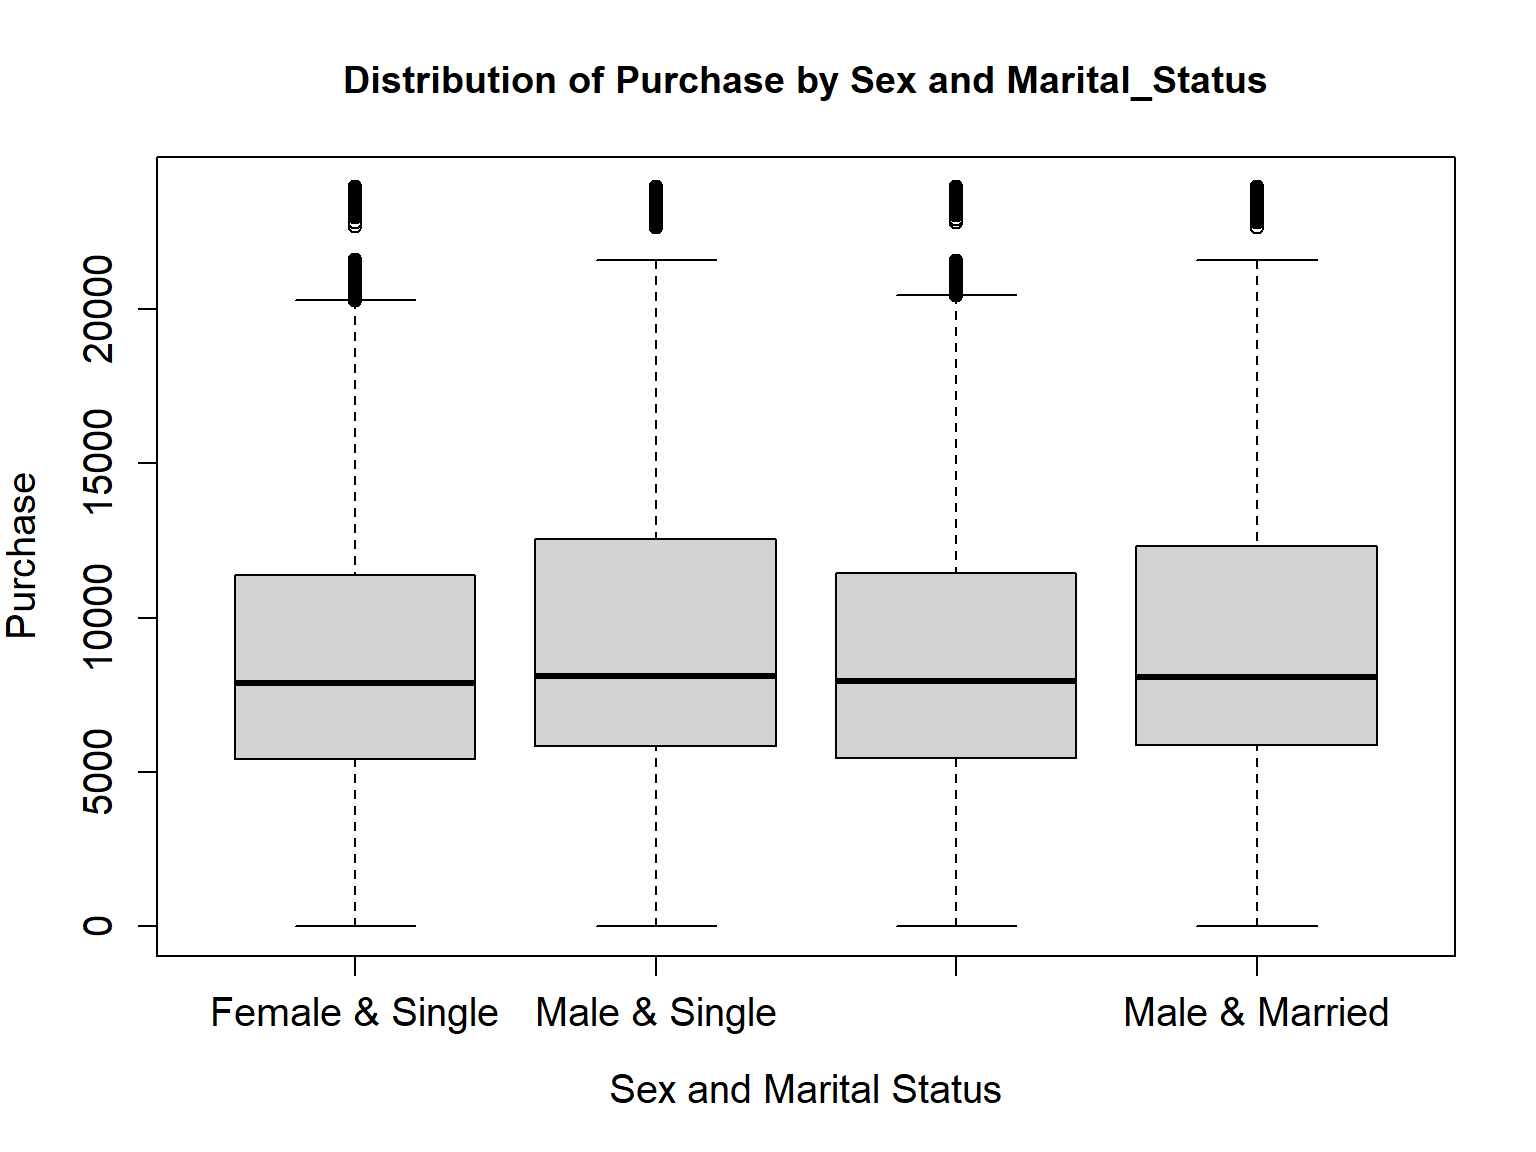 Distribution of Purchase by Sex and Marital_Status
Purchase
20000
15000
10000
5000
0
Female & Single
Male & Single
Male & Married
Sex and Marital Status